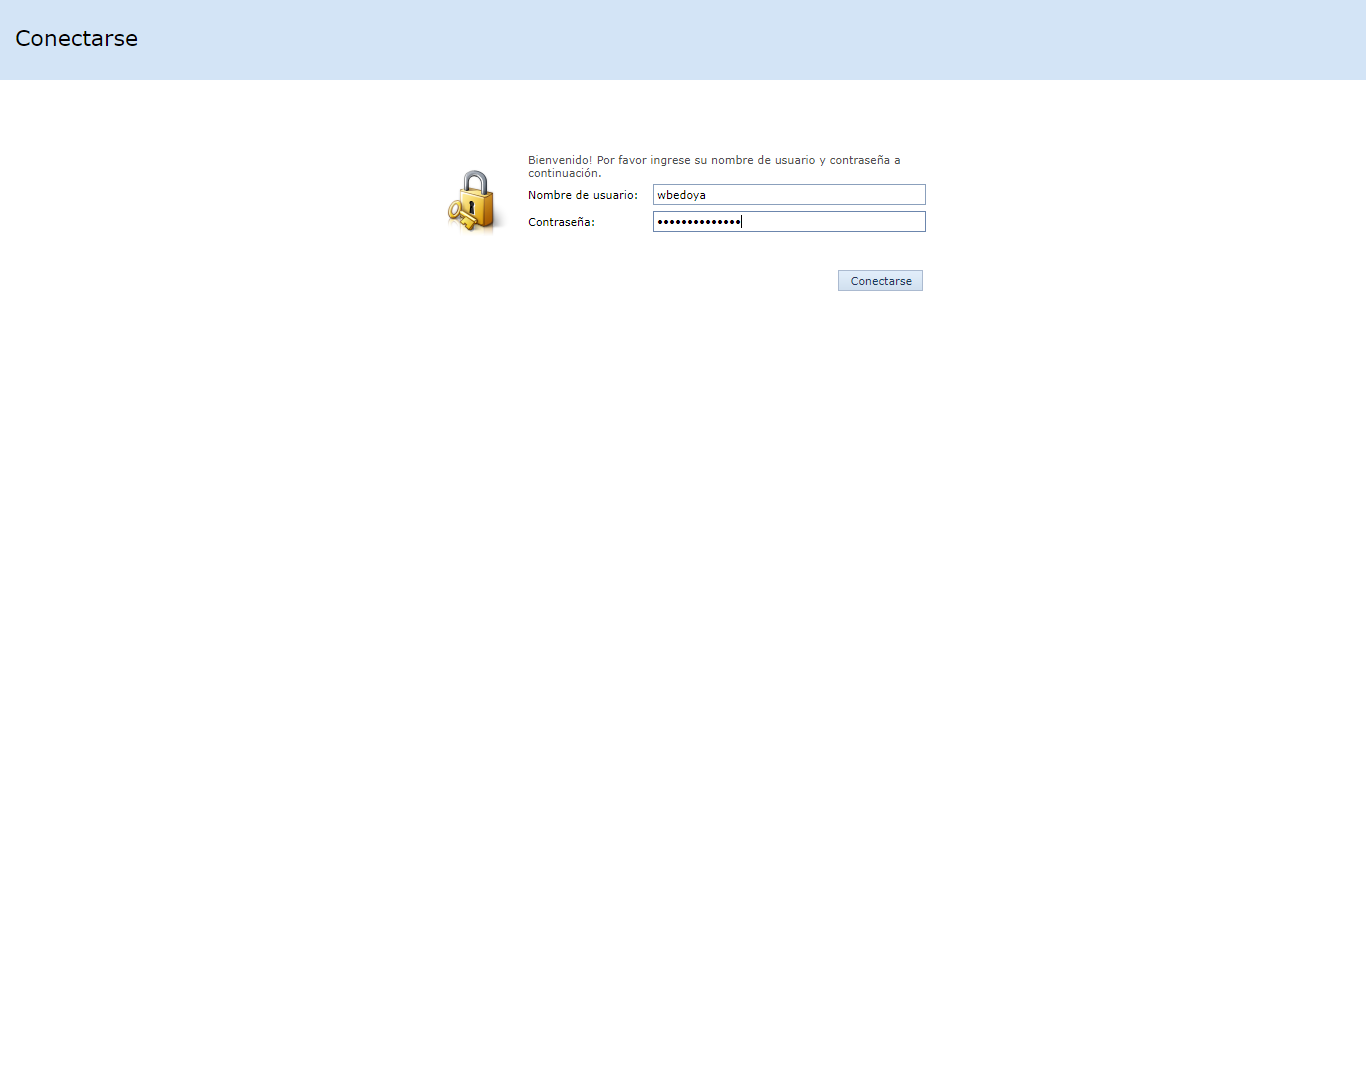 Conectarse
Bienvenido! Por favor ingrese su nombre de usuario y contraseña a
continuación.
Nombre de usuario: wbedoya
Contraseña: ••••••••••••••
Conectarse